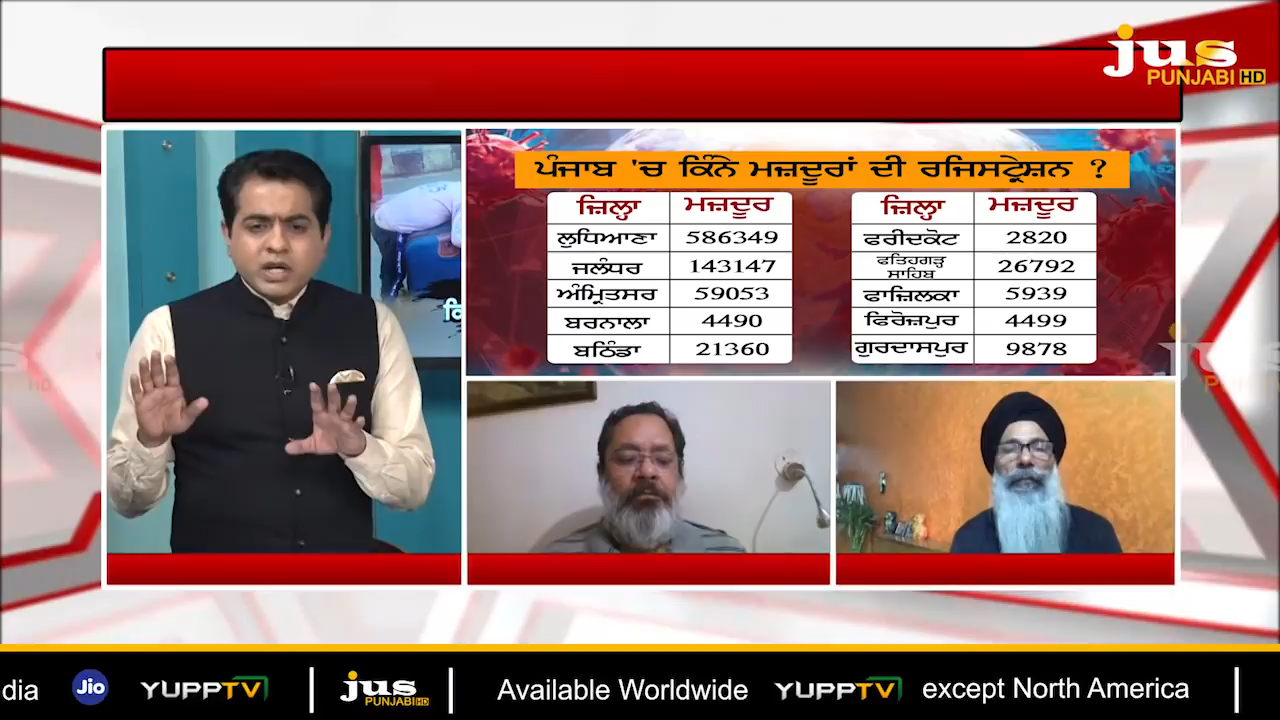 jus
PUNJABI HD
ਪੰਜਾਬ 'ਚ ਕਿੰਨੇ ਮਜ਼ਦੂਰਾਂ ਦੀ ਰਜਿਸਟ੍ਰੇਸ਼ਨ ?
ਜ਼ਿਲ੍ਹਾ ਮਜ਼ਦੂਰ
ਲੁਧਿਆਣਾ 586349
ਜਲੰਧਰ 143147
ਅੰਮ੍ਰਿਤਸਰ 59053
ਬਰਨਾਲਾ 4490
ਬਠਿੰਡਾ 21360
ਜ਼ਿਲ੍ਹਾ ਮਜ਼ਦੂਰ
ਫਰੀਦਕੋਟ 2820
ਫਤਿਹਗੜ੍ਹ
ਸਾਹਿਬ 26792
ਫਾਜ਼ਿਲਕਾ 5939
ਫਿਰੋਜ਼ਪੁਰ 4499
ਗੁਰਦਾਸਪੁਰ 9878
dia Jio YUPPTV jus PUNJABI HD Available Worldwide YUPPTV except North America